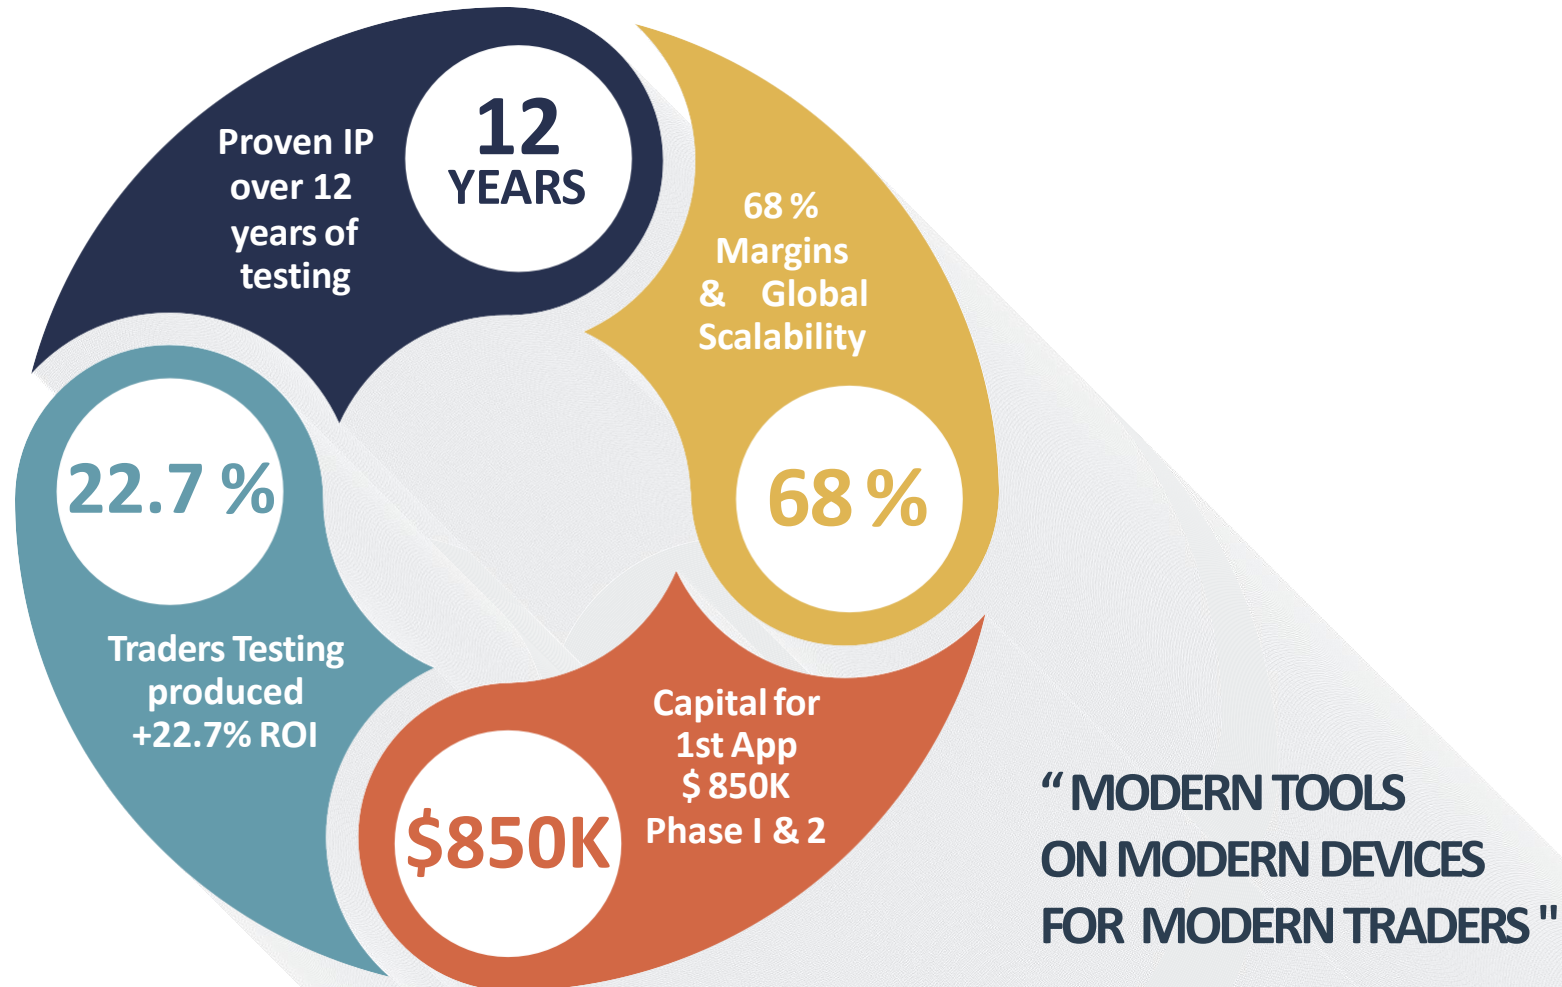 Proven IP
over 12
years of
testing
12
YEARS
68 %
Margins
& Global
Scalability
68 %
22.7 %
Traders Testing
produced
+22.7% ROI
Capital for
1st App
$ 850K
Phase I & 2
$850K
“ MODERN TOOLS
ON MODERN DEVICES
FOR MODERN TRADERS "